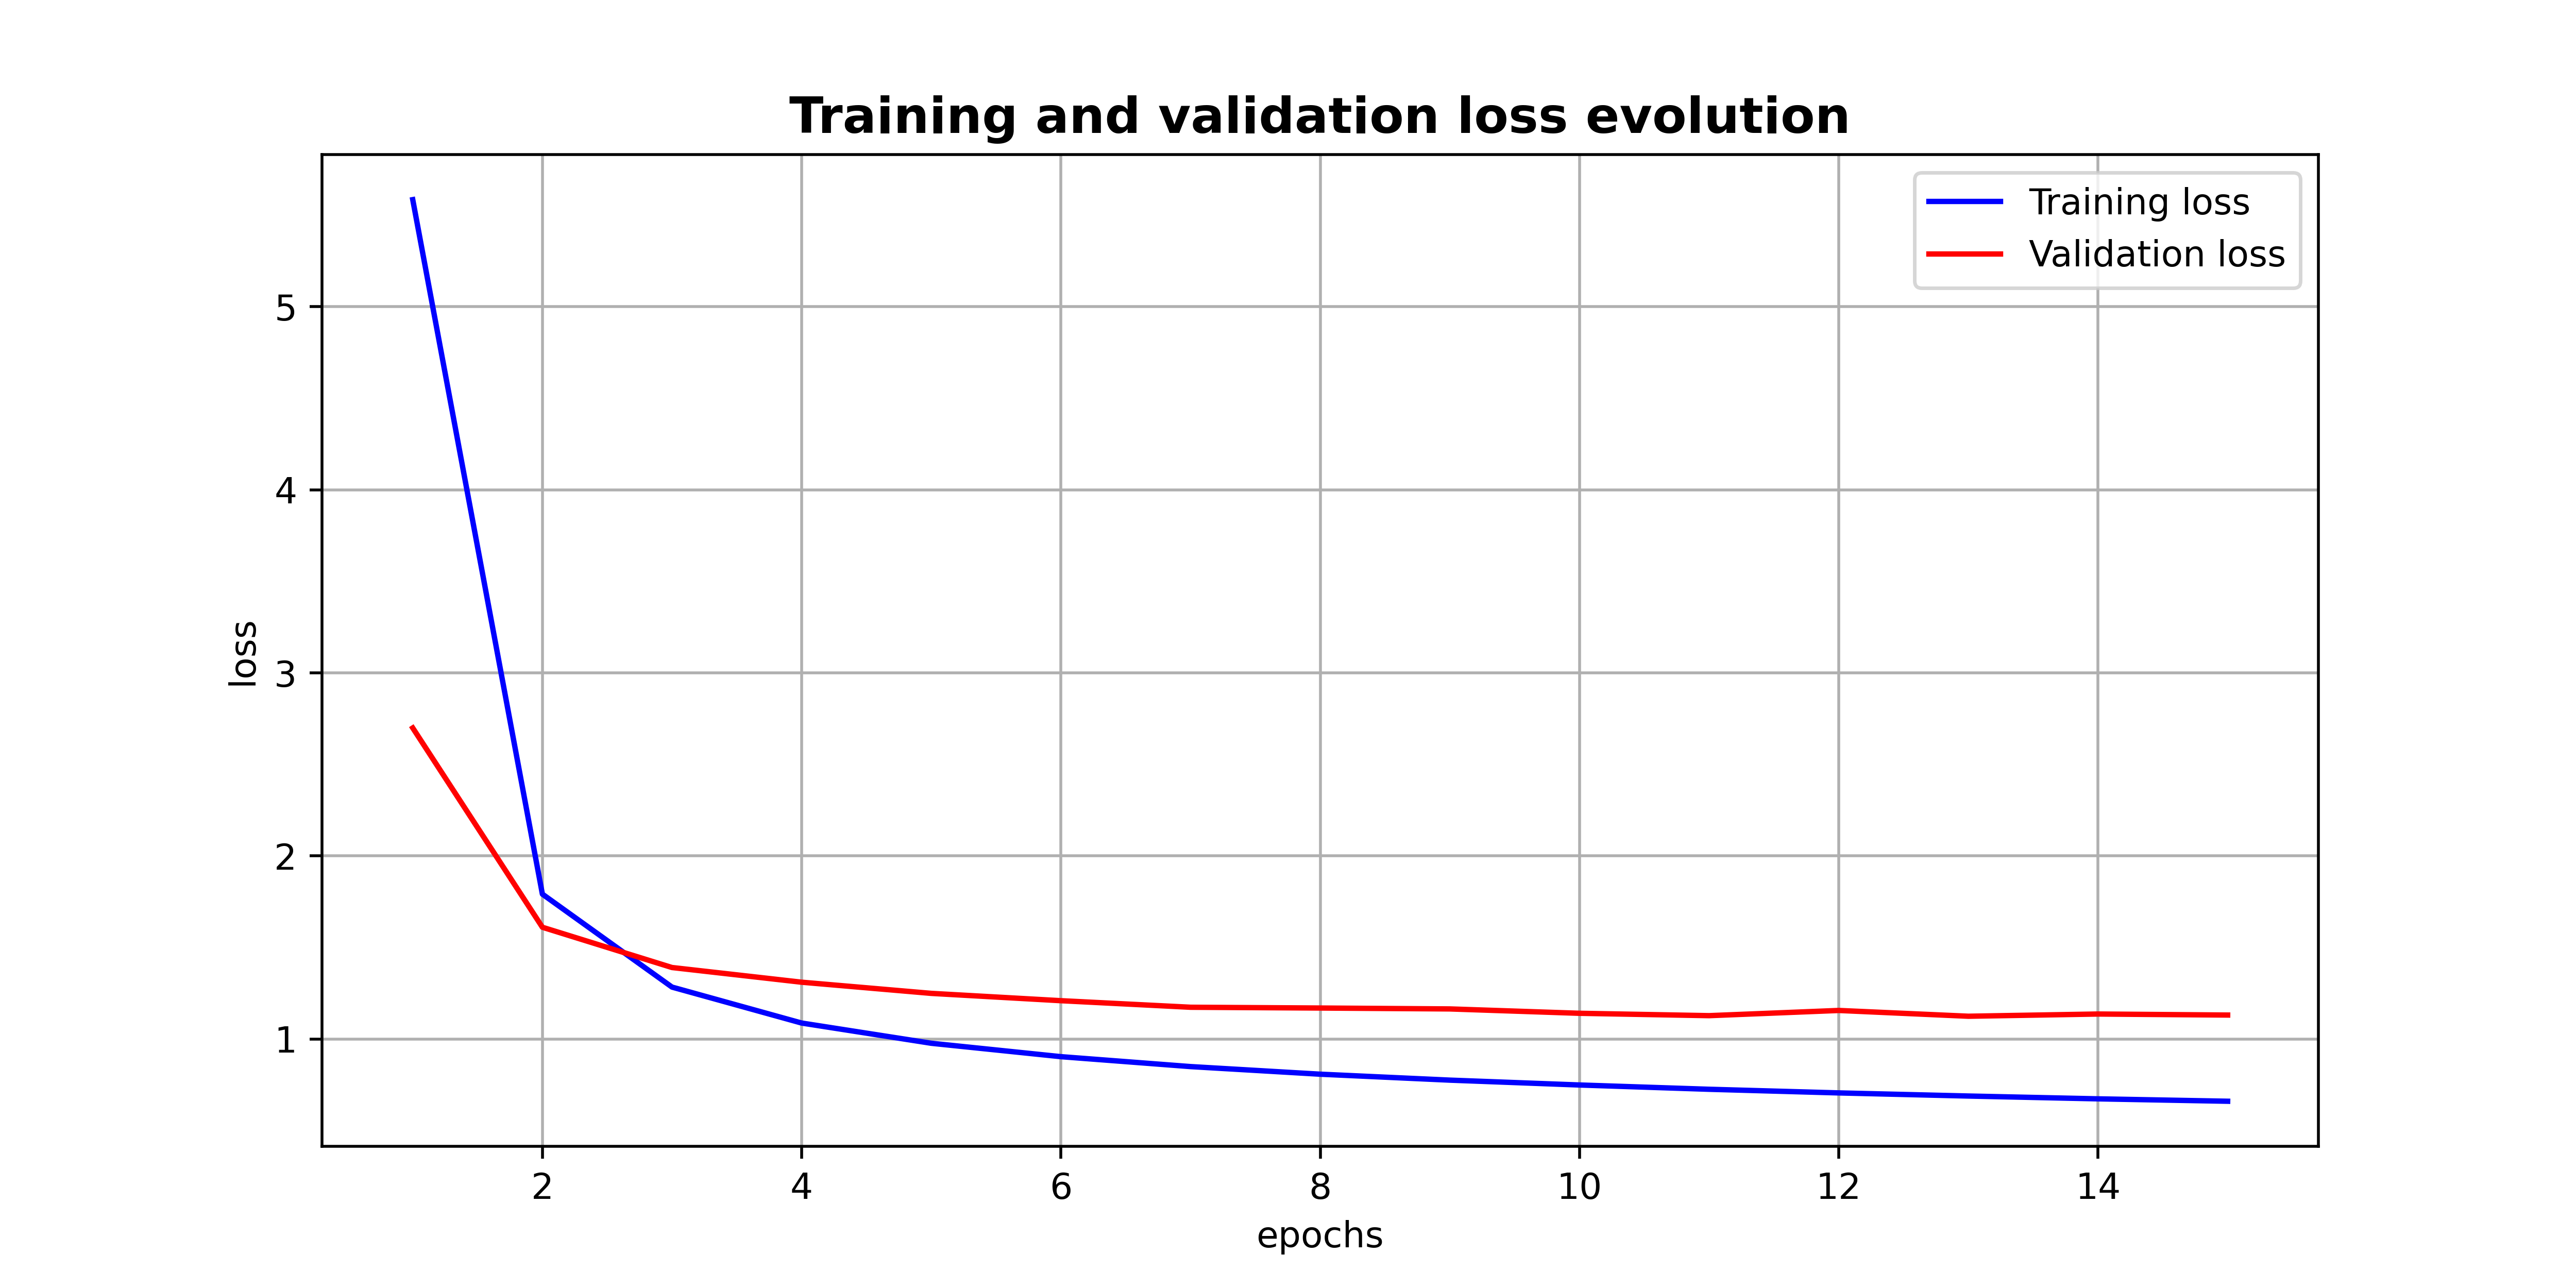 Training and validation loss evolution
Training loss
Validation loss
5
4
3
2
1
loss
2 4 6 8 10 12 14
epochs